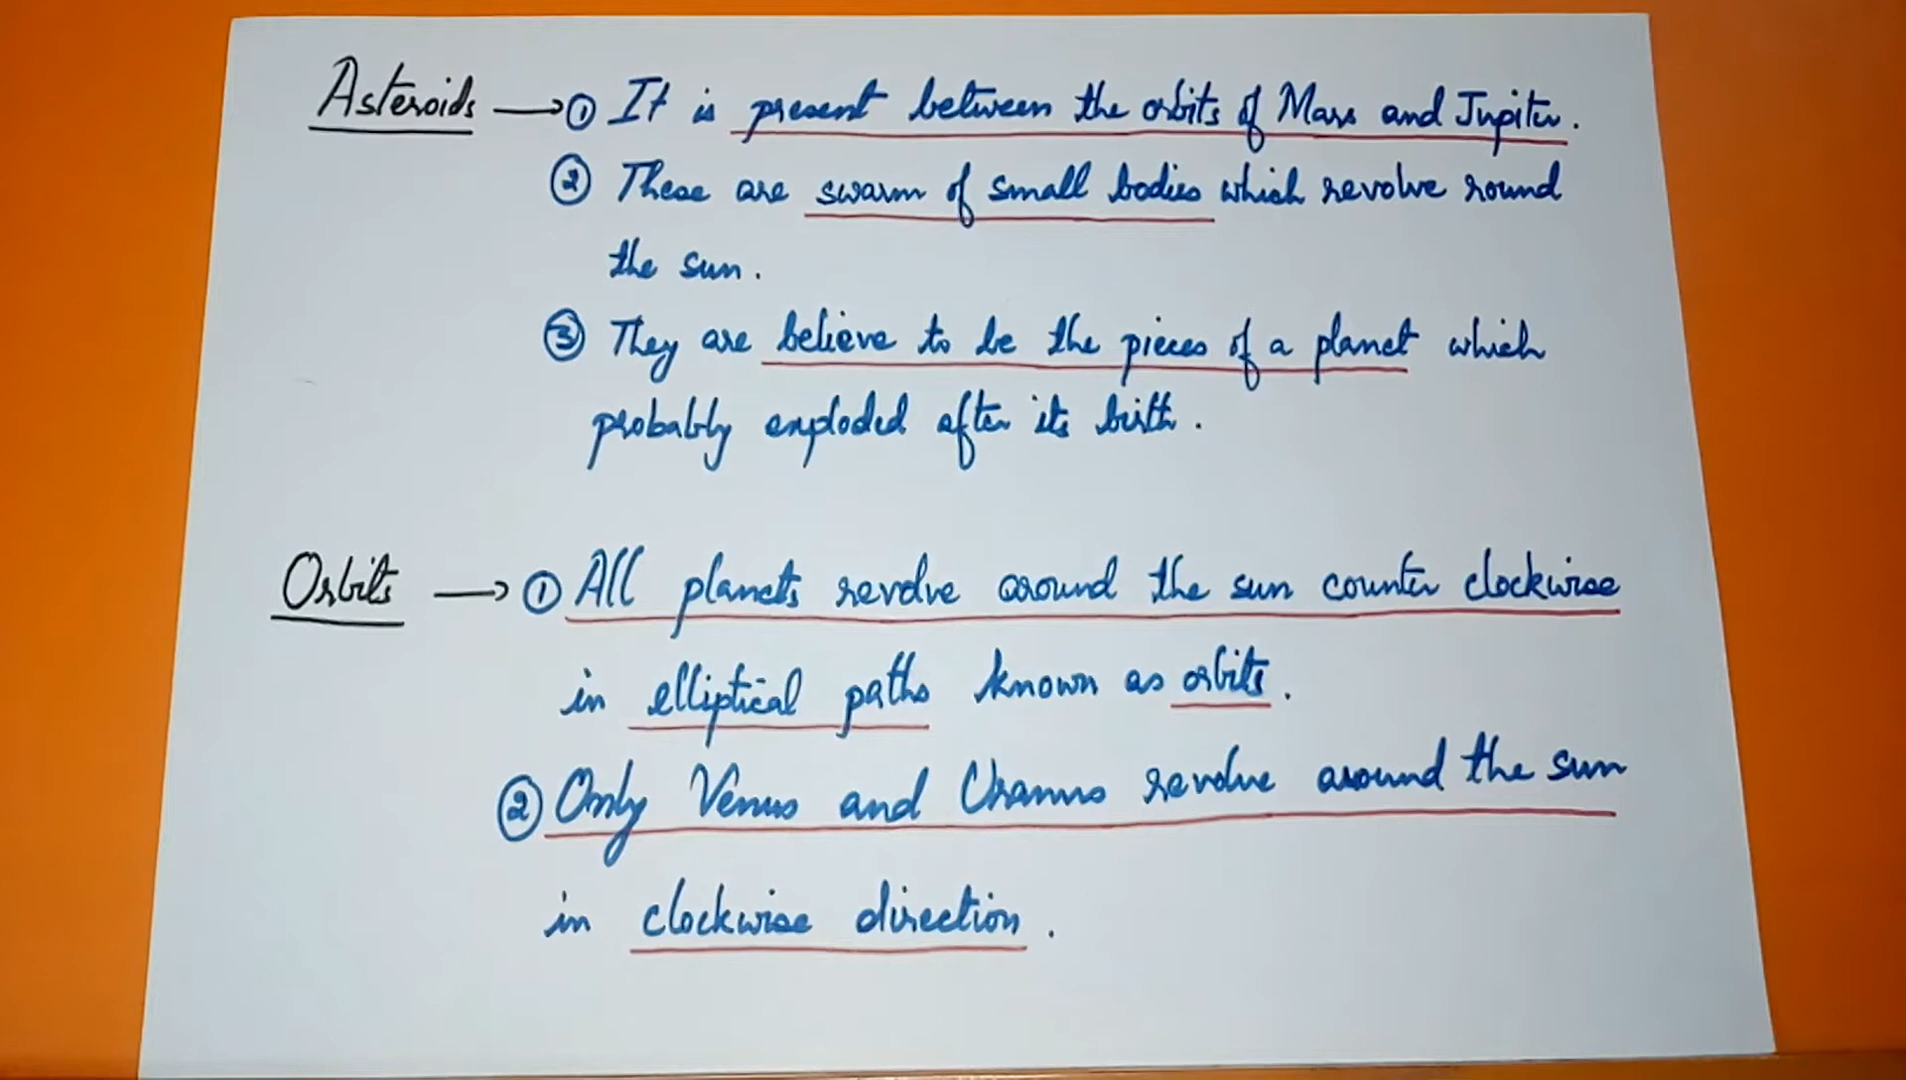 Asteroids → ① It is present between the orbits of Mars and Jupiter.
② These are swarm of small bodies which revolve round
the sun.
③ They are believe to be the pieces of a planet which
probably exploded after its birth.
Orbits → ① All planets revolve around the sun counter clockwise
in elliptical paths known as orbits.
② Only Venus and Uranus revolve around the sun
in clockwise direction.